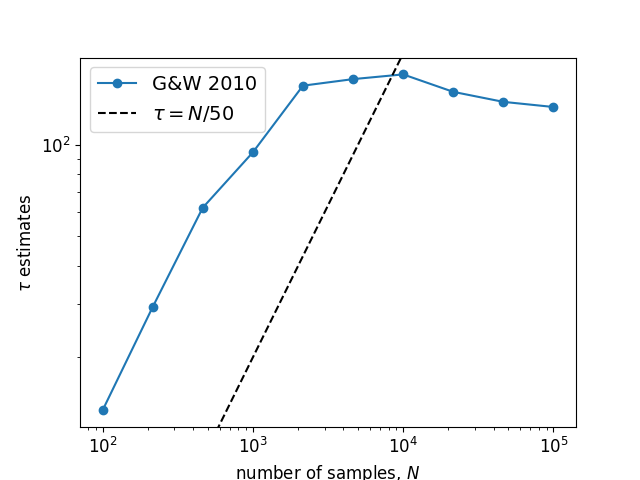 G&W 2010
τ = N/50
10²
τ estimates
10² 10³ 10⁴ 10⁵
number of samples, N